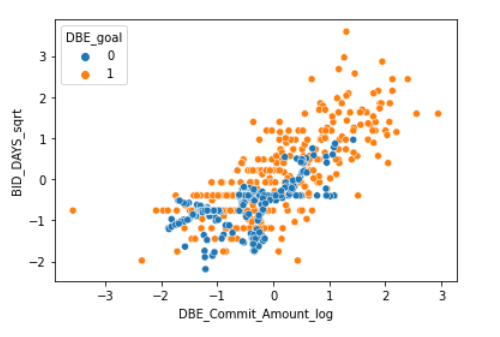 DBE_goal
0
1
3
2
1
0
−1
−2
BID_DAYS_sqrt
−3 −2 −1 0 1 2 3
DBE_Commit_Amount_log